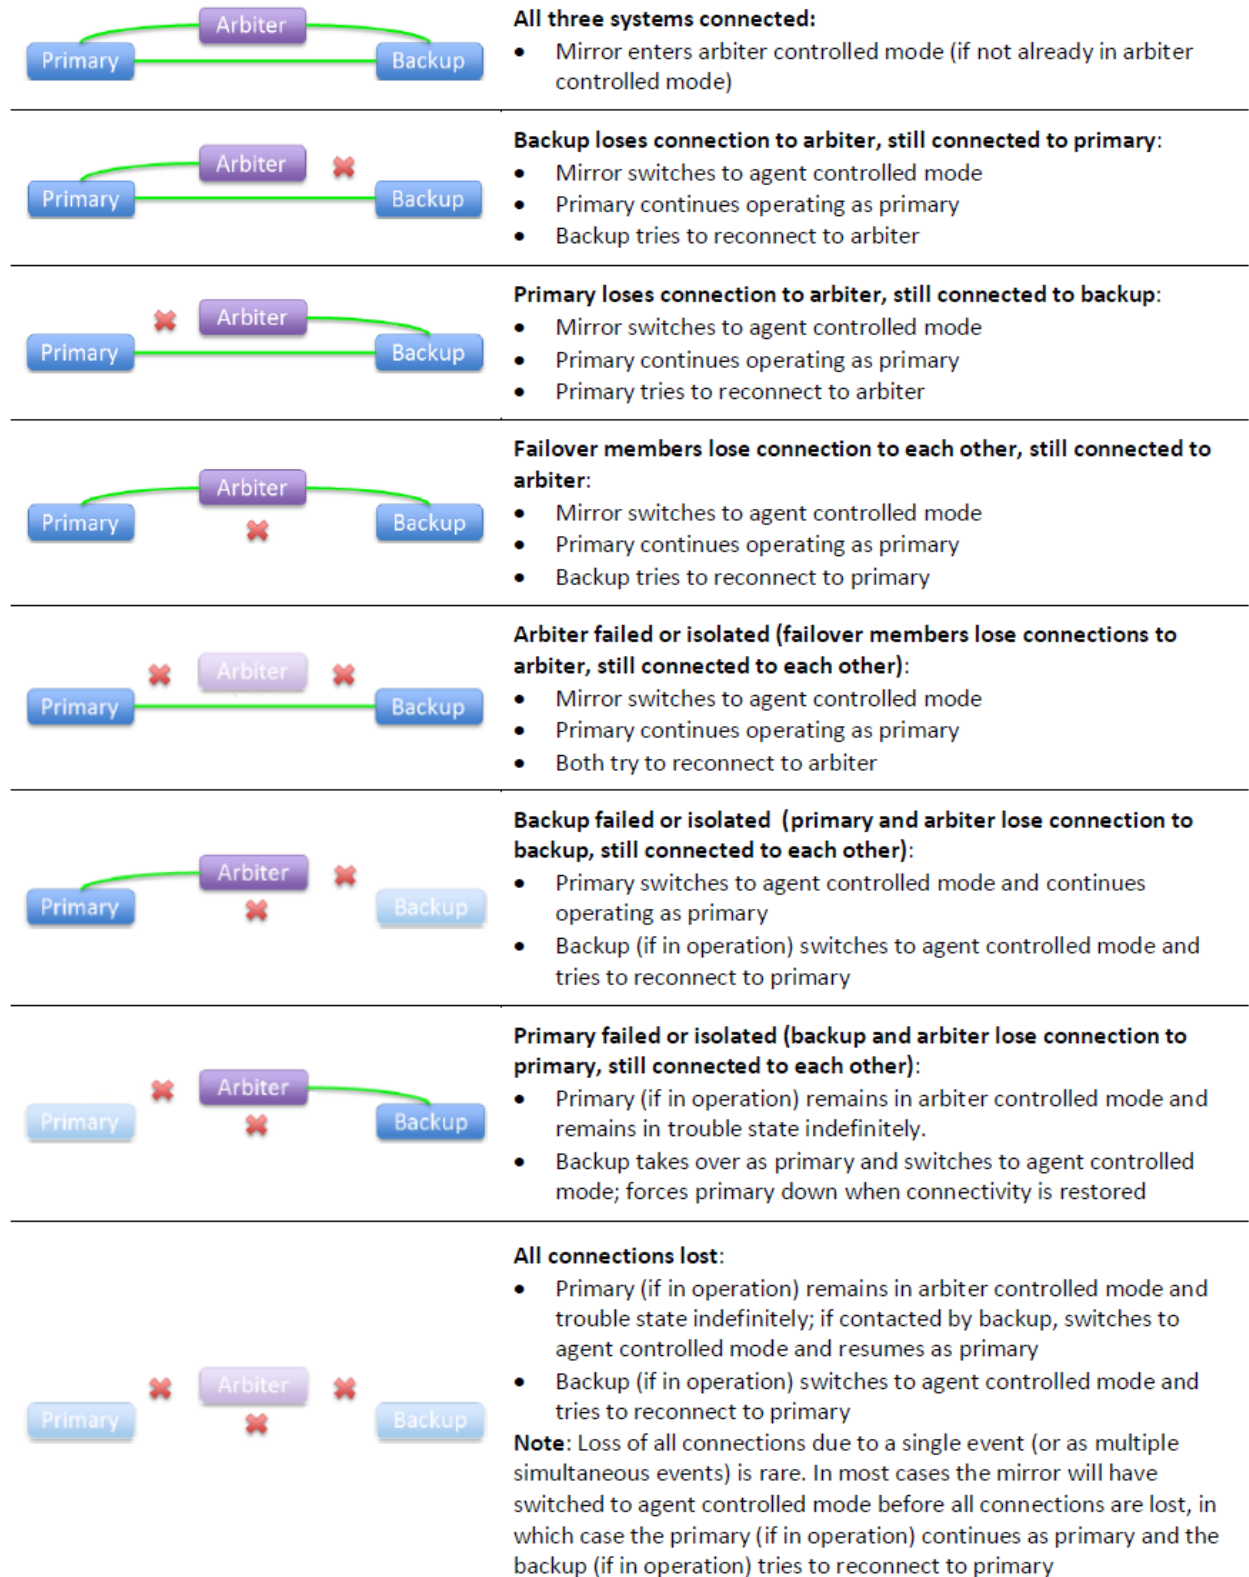 Arbiter
Primary
Backup
All three systems connected:
• Mirror enters arbiter controlled mode (if not already in arbiter
controlled mode)
Arbiter
Primary
Backup
Backup loses connection to arbiter, still connected to primary:
• Mirror switches to agent controlled mode
• Primary continues operating as primary
• Backup tries to reconnect to arbiter
Arbiter
Primary
Backup
Primary loses connection to arbiter, still connected to backup:
• Mirror switches to agent controlled mode
• Primary continues operating as primary
• Primary tries to reconnect to arbiter
Arbiter
Primary
Backup
Failover members lose connection to each other, still connected to
arbiter:
• Mirror switches to agent controlled mode
• Primary continues operating as primary
• Backup tries to reconnect to primary
Arbiter
Primary
Backup
Arbiter failed or isolated (failover members lose connections to
arbiter, still connected to each other):
• Mirror switches to agent controlled mode
• Primary continues operating as primary
• Both try to reconnect to arbiter
Arbiter
Primary
Backup
Backup failed or isolated (primary and arbiter lose connection to
backup, still connected to each other):
• Primary switches to agent controlled mode and continues
operating as primary
• Backup (if in operation) switches to agent controlled mode and
tries to reconnect to primary
Arbiter
Primary
Backup
Primary failed or isolated (backup and arbiter lose connection to
primary, still connected to each other):
• Primary (if in operation) remains in arbiter controlled mode and
remains in trouble state indefinitely.
• Backup takes over as primary and switches to agent controlled
mode; forces primary down when connectivity is restored
Arbiter
Primary
Backup
All connections lost:
• Primary (if in operation) remains in arbiter controlled mode and
trouble state indefinitely; if contacted by backup, switches to
agent controlled mode and resumes as primary
• Backup (if in operation) switches to agent controlled mode and
tries to reconnect to primary
Note: Loss of all connections due to a single event (or as multiple
simultaneous events) is rare. In most cases the mirror will have
switched to agent controlled mode before all connections are lost, in
which case the primary (if in operation) continues as primary and the
backup (if in operation) tries to reconnect to primary